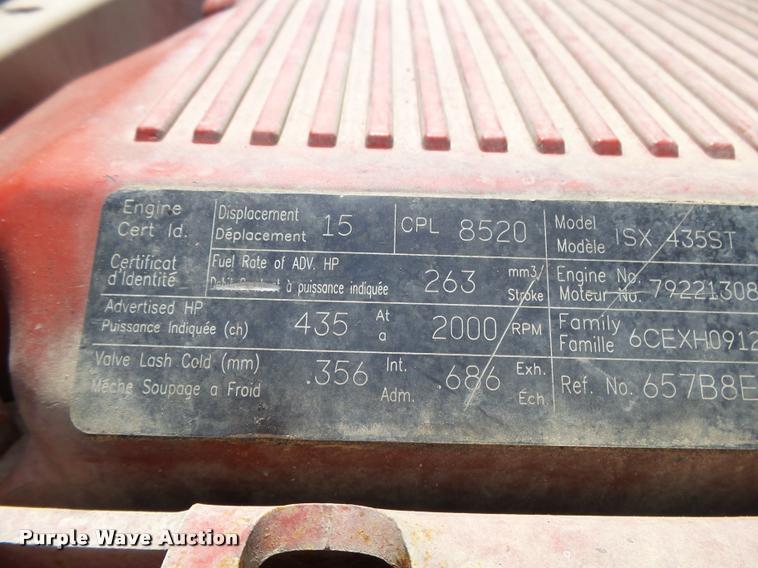 Engine
Cert Id.
Displacement
Déplacement
15
CPL 8520
Model
Modèle
ISX 435ST
Certificat
d'Identité
Fuel Rate of ADV. HP
à puissance indiquée
263
mm3/
Stroke
Engine No.
Moteur No.
79221308
Advertised HP
Puissance Indiquée (ch)
435
At
a
2000 RPM
Family
Famille
6CEXH0912
Valve Lash Cold (mm)
Méche Soupage a Froid
.356
Int.
Adm.
.686
Exh.
Éch
Ref. No. 657B8E
Purple Wave Auction